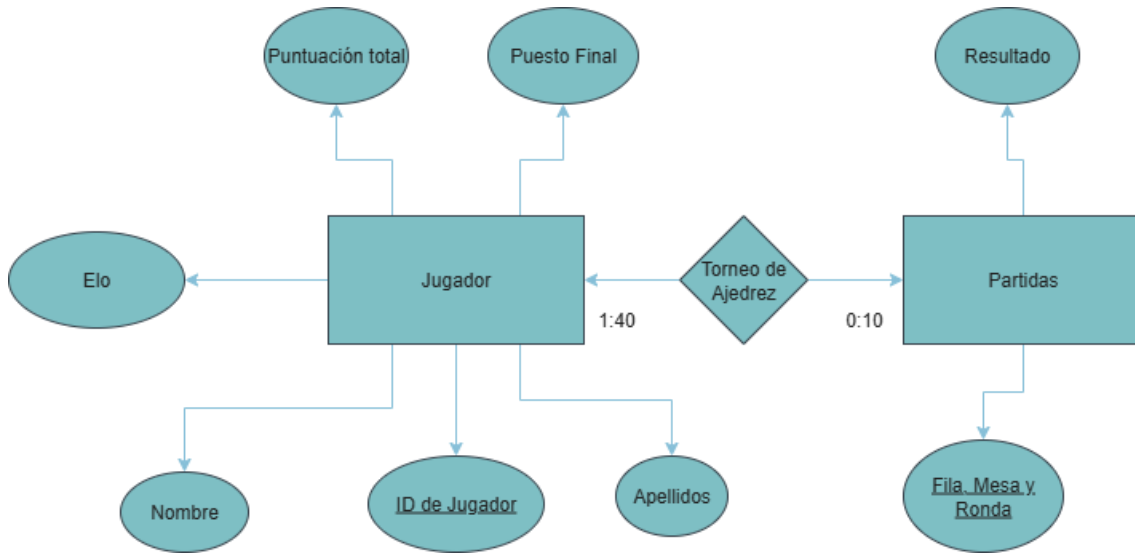 Puntuación total
Puesto Final
Resultado
Elo
Jugador
Torneo de
Ajedrez
Partidas
1:40
0:10
Nombre
ID de Jugador
Apellidos
Fila, Mesa y
Ronda